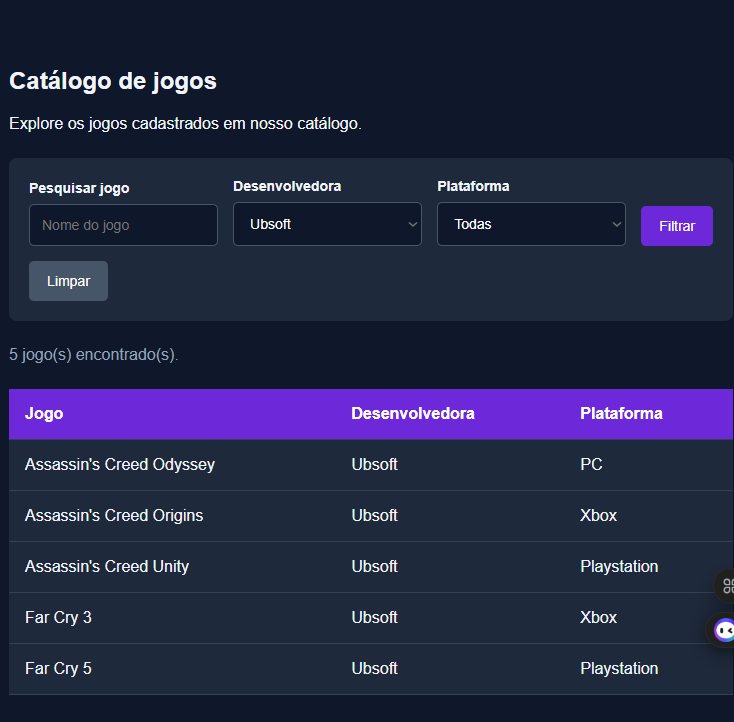 Catálogo de jogos
Explore os jogos cadastrados em nosso catálogo.
Pesquisar jogo Desenvolvedora Plataforma
Nome do jogo Ubsoft Todas Filtrar
Limpar
5 jogo(s) encontrado(s).
Jogo Desenvolvedora Plataforma
Assassin's Creed Odyssey Ubsoft PC
Assassin's Creed Origins Ubsoft Xbox
Assassin's Creed Unity Ubsoft Playstation
Far Cry 3 Ubsoft Xbox
Far Cry 5 Ubsoft Playstation